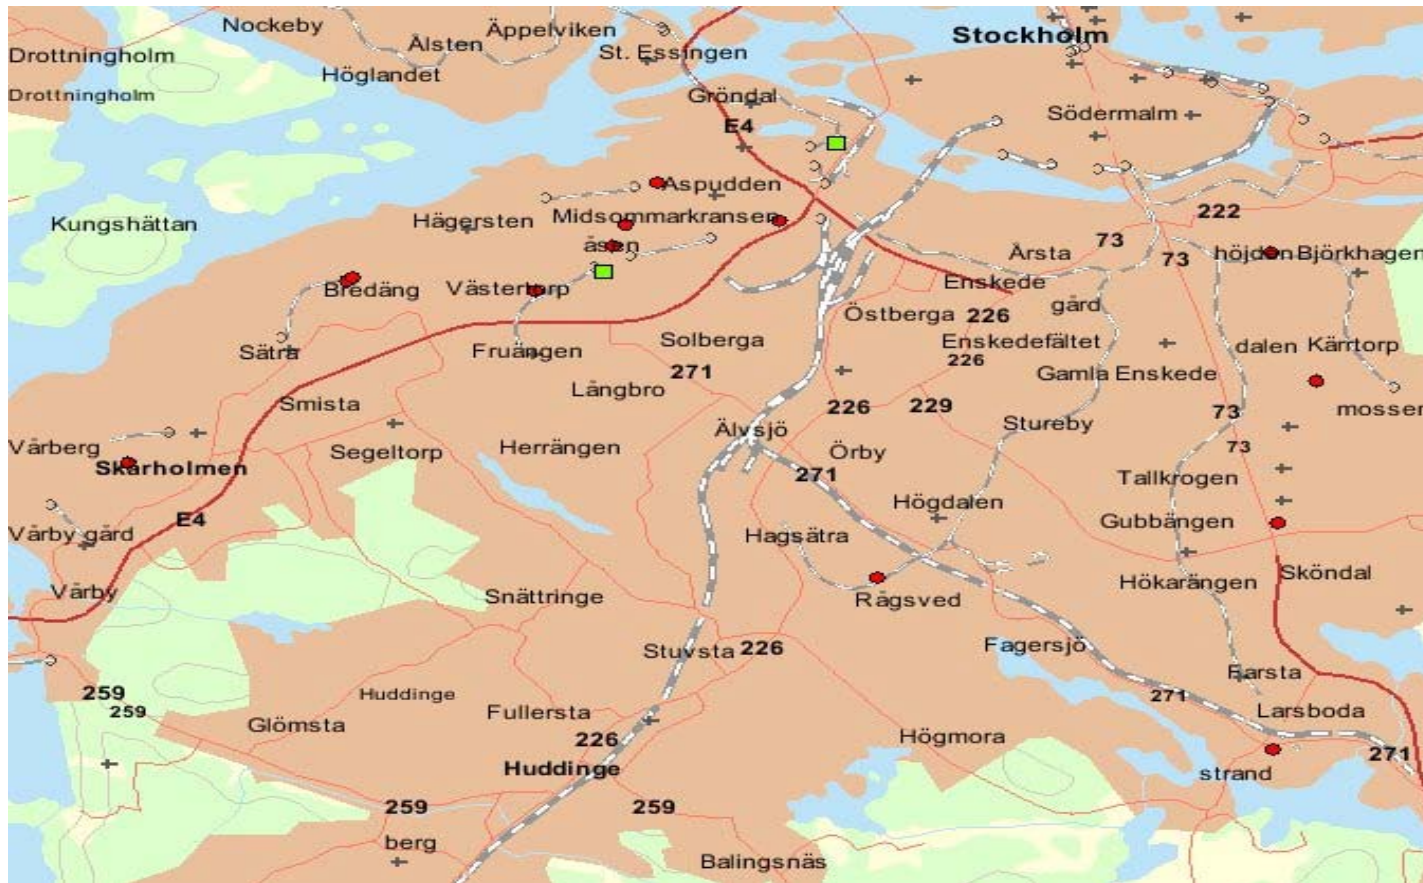 Nockeby
Äppelviken
Ålsten
St. Essingen
Stockholm
Drottningholm
Höglandet
Drottningholm
Gröndal
Södermalm
E4
Aspudden
Kungshättan
Hägersten
Midsommarkransen
222
73
åsen
Årsta
73
höjden
Björkhagen
Bredäng
Västertorp
Enskede
gård
Östberga
226
Sätra
Fruängen
Solberga
Enskedefältet
dalen
Kärrtorp
226
271
Gamla Enskede
Långbro
Smista
226
229
73
mossen
Stureby
Älvsjö
Vårberg
Segeltorp
Herrängen
Örby
73
Skärholmen
271
Tallkrogen
Högdalen
E4
Gubbängen
Vårby gård
Hagsätra
Sköndal
Vårby
Snättringe
Rågsved
Hökarängen
Stuvsta
226
Fagersjö
Farsta
259
Huddinge
271
259
Fullersta
Larsboda
Glömsta
226
Högmora
271
Huddinge
strand
259
259
berg
Balingsnäs